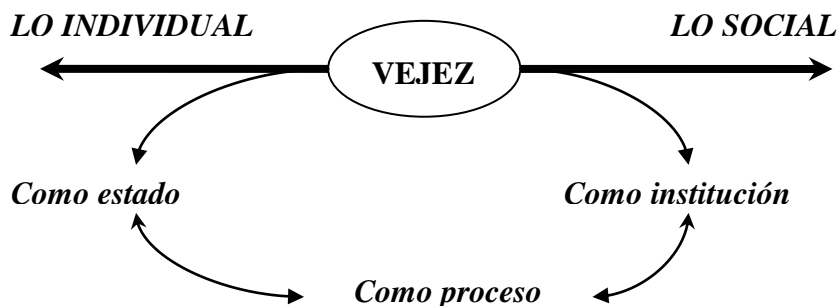 LO INDIVIDUAL LO SOCIAL
VEJEZ
Como estado Como institución
Como proceso